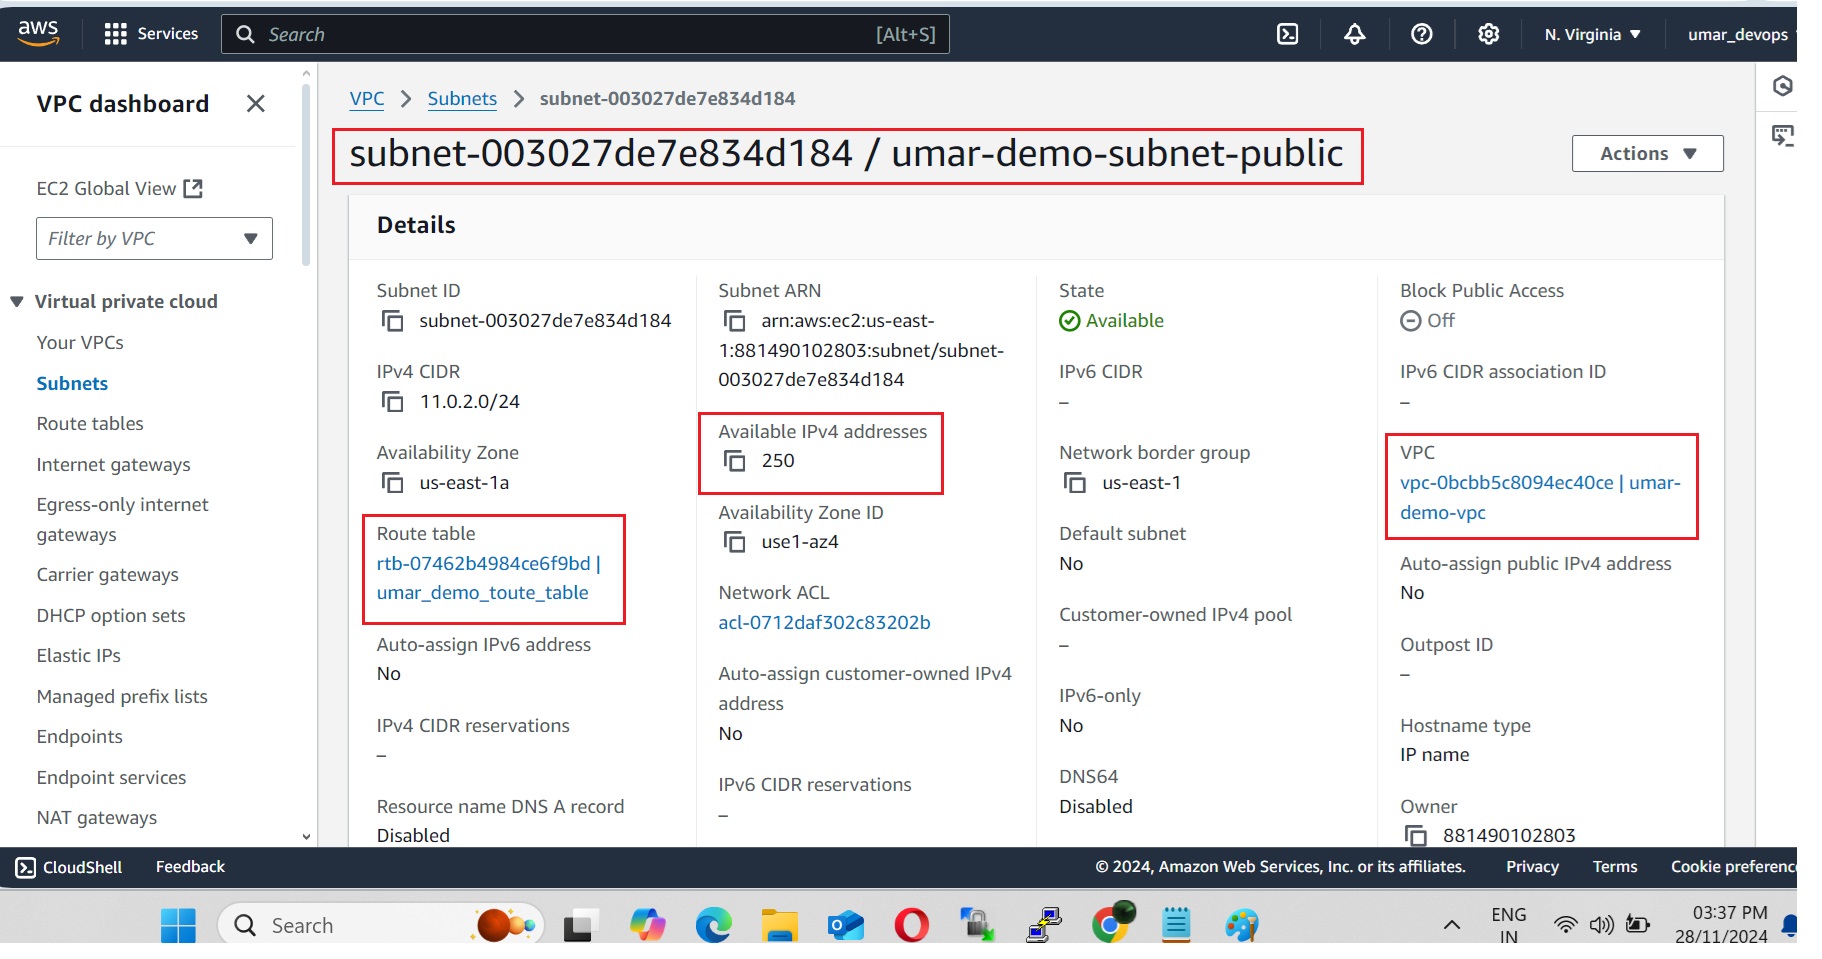 aws
Services
Search
[Alt+S]
N. Virginia
umar_devops
VPC dashboard
EC2 Global View
Filter by VPC
Virtual private cloud
Your VPCs
Subnets
Route tables
Internet gateways
Egress-only internet
gateways
Carrier gateways
DHCP option sets
Elastic IPs
Managed prefix lists
Endpoints
Endpoint services
NAT gateways
VPC > Subnets > subnet-003027de7e834d184
subnet-003027de7e834d184 / umar-demo-subnet-public
Actions
Details
Subnet ID
subnet-003027de7e834d184
IPv4 CIDR
11.0.2.0/24
Availability Zone
us-east-1a
Route table
rtb-07462b4984ce6f9bd |
umar_demo_toute_table
Auto-assign IPv6 address
No
IPv4 CIDR reservations
–
Resource name DNS A record
Disabled
Subnet ARN
arn:aws:ec2:us-east-
1:881490102803:subnet/subnet-
003027de7e834d184
Available IPv4 addresses
250
Availability Zone ID
use1-az4
Network ACL
acl-0712daf302c83202b
Auto-assign customer-owned IPv4
address
No
IPv6 CIDR reservations
–
State
Available
IPv6 CIDR
–
Network border group
us-east-1
Default subnet
No
Customer-owned IPv4 pool
–
IPv6-only
No
DNS64
Disabled
Block Public Access
Off
IPv6 CIDR association ID
–
VPC
vpc-0bcbb5c8094ec40ce | umar-
demo-vpc
Auto-assign public IPv4 address
No
Outpost ID
–
Hostname type
IP name
Owner
881490102803
CloudShell
Feedback
© 2024, Amazon Web Services, Inc. or its affiliates.
Privacy
Terms
Cookie preferenc
Search
ENG
IN
03:37 PM
28/11/2024